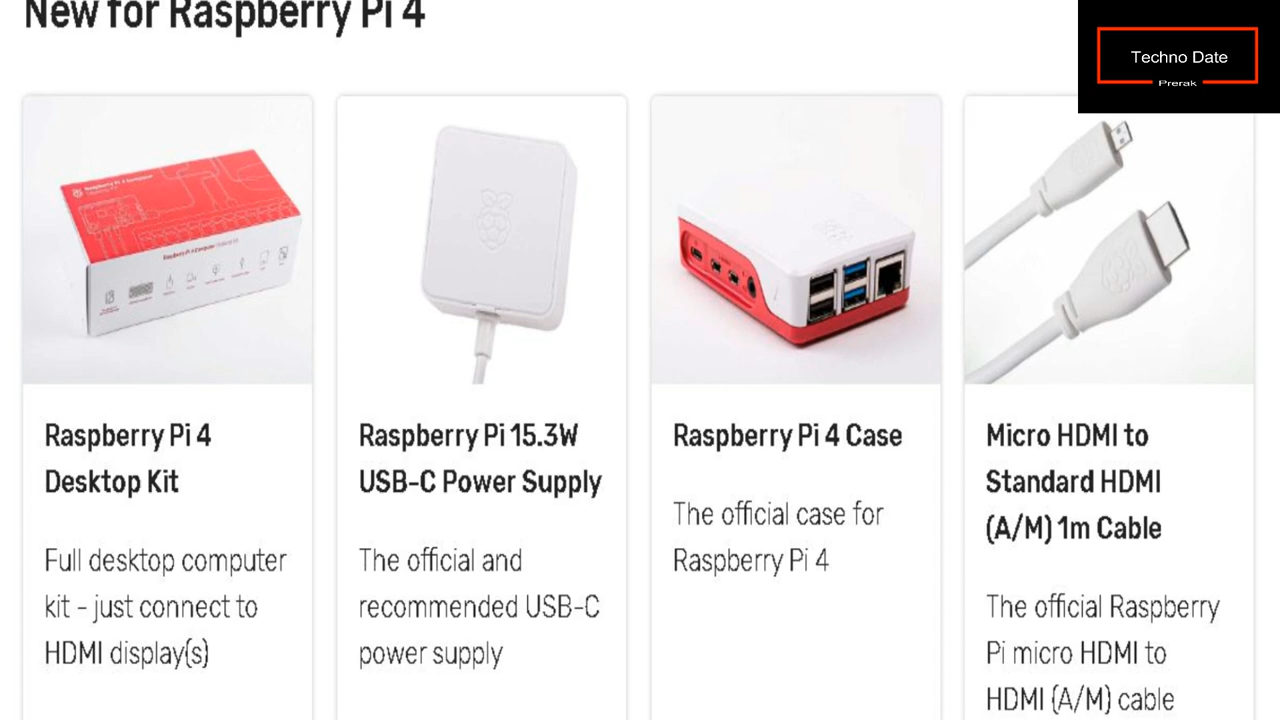 New for Raspberry Pi 4
Techno Date
Prerak
Raspberry Pi 4
Desktop Kit
Full desktop computer
kit - just connect to
HDMI display(s)
Raspberry Pi 15.3W
USB-C Power Supply
The official and
recommended USB-C
power supply
Raspberry Pi 4 Case
The official case for
Raspberry Pi 4
Micro HDMI to
Standard HDMI
(A/M) 1m Cable
The official Raspberry
Pi micro HDMI to
HDMI (A/M) cable